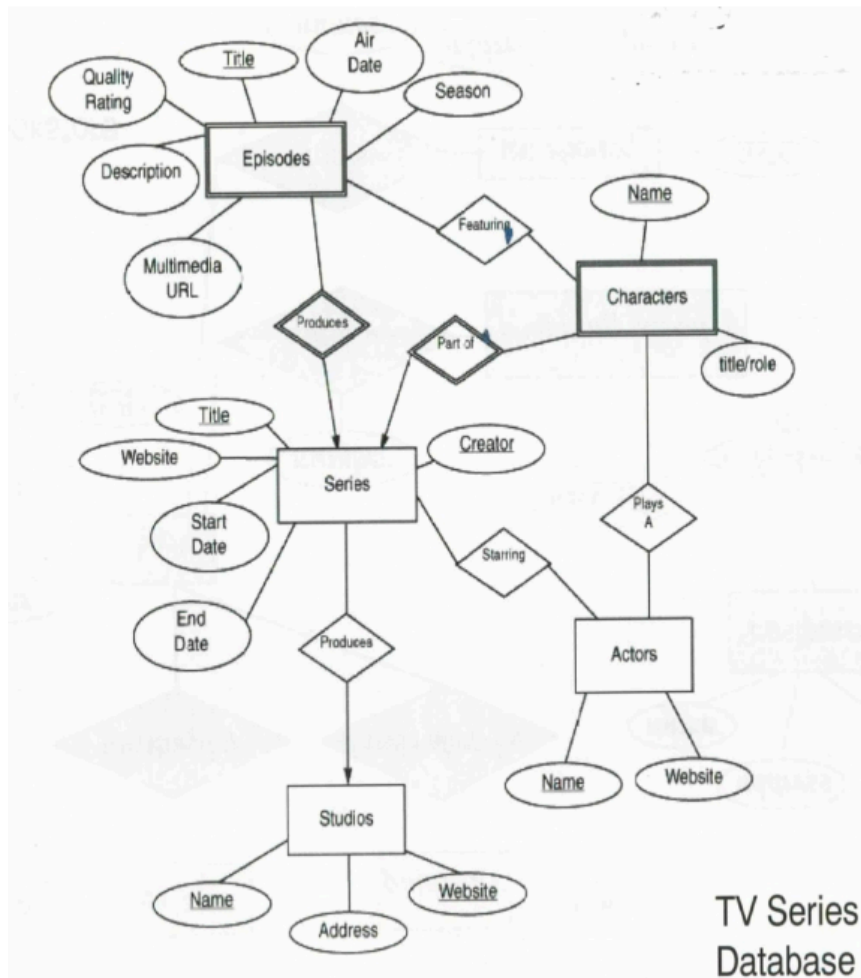 Title
Air
Date
Quality
Rating
Season
Episodes
Description
Name
Featuring
Multimedia
URL
Characters
Produces
Part of
title/role
Title
Creator
Website
Series
Start
Date
Plays
A
Starring
End
Date
Produces
Actors
Name
Website
Studios
Name
Website
Address
TV Series
Database